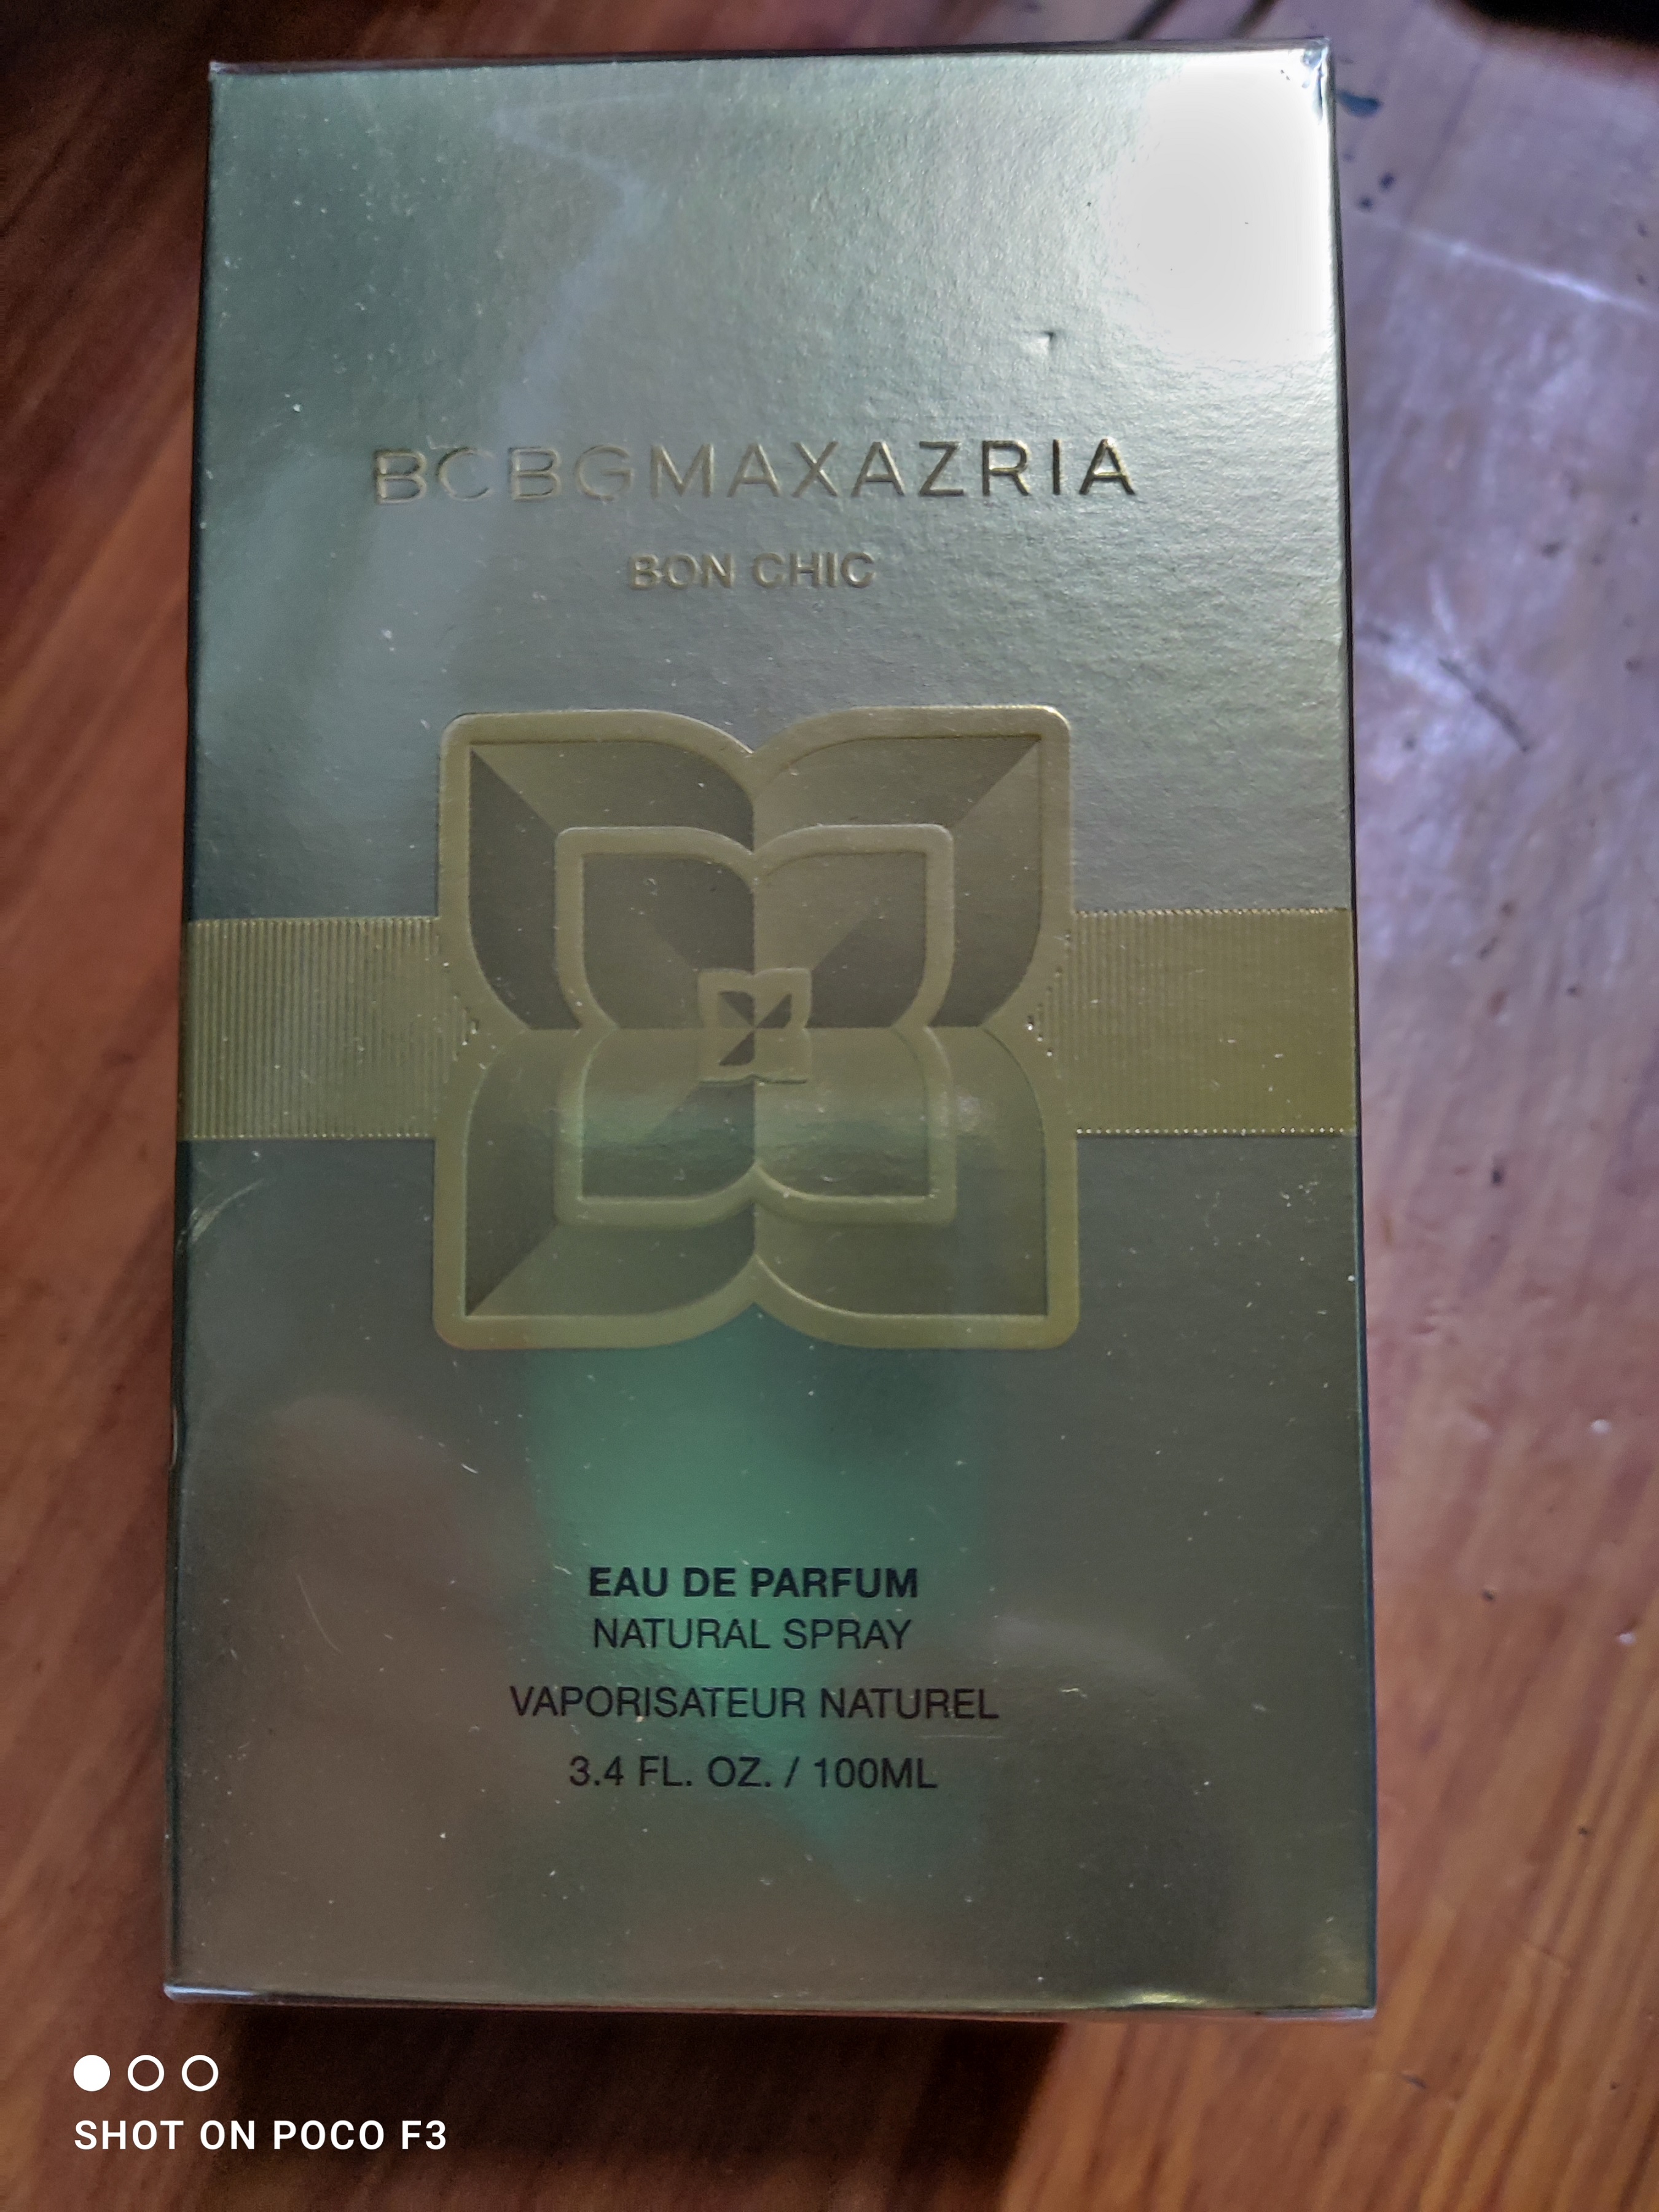 BCBGMAXAZRIA
BON CHIC
EAU DE PARFUM
NATURAL SPRAY
VAPORISATEUR NATUREL
3.4 FL. OZ. / 100ML
SHOT ON POCO F3